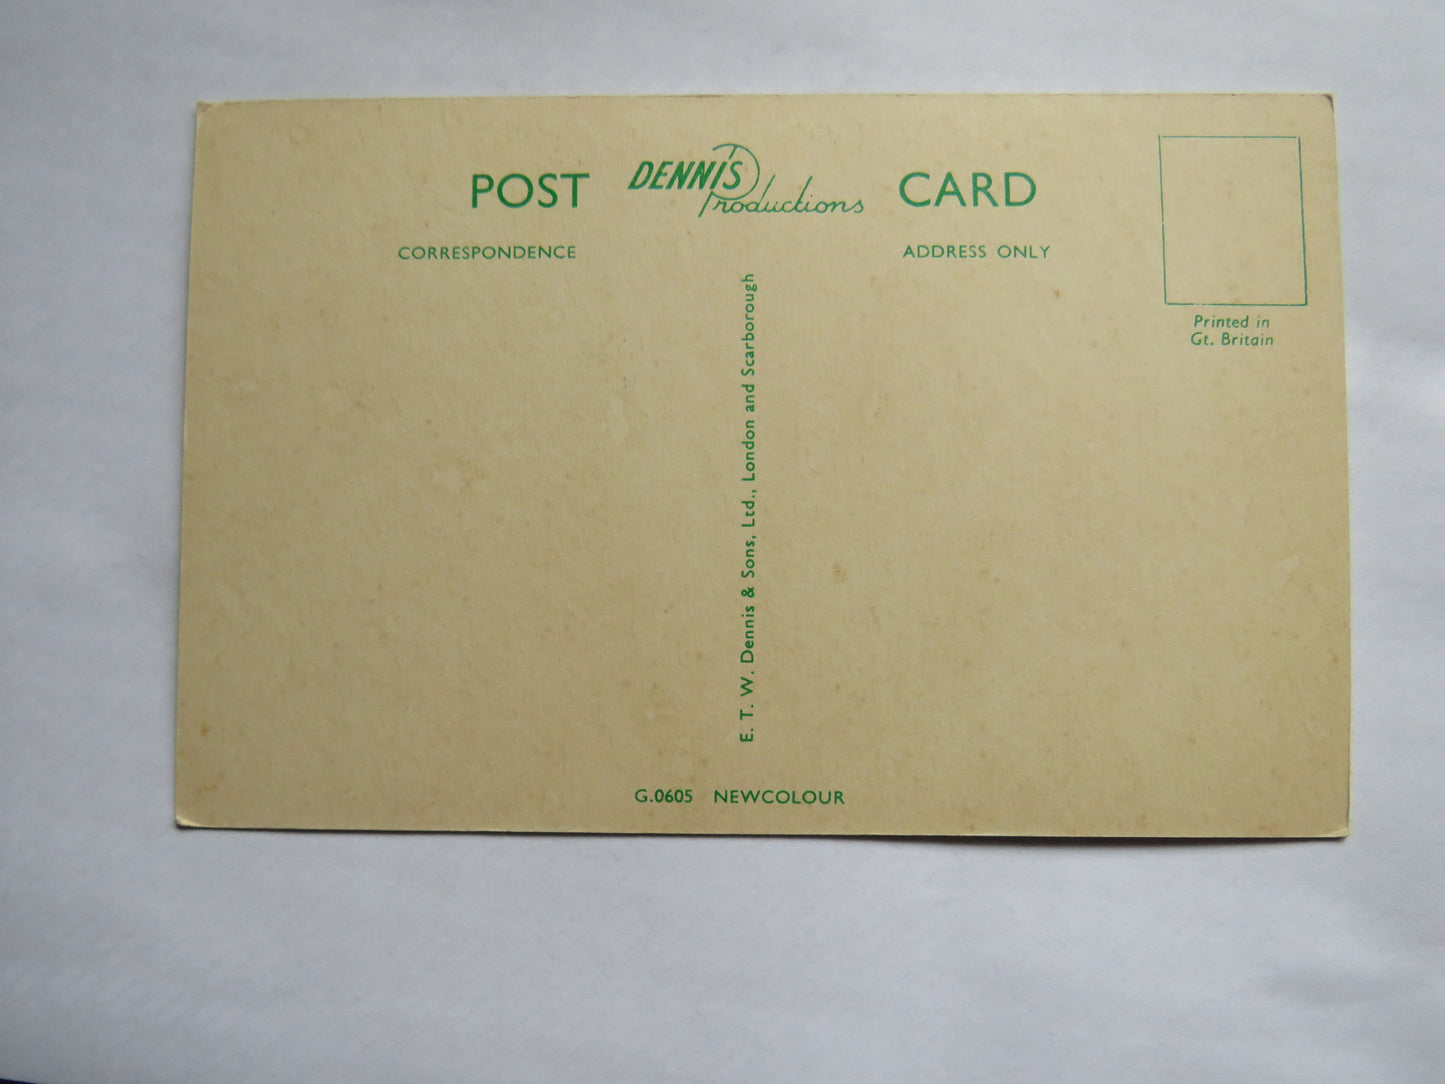 POST DENNIS Productions CARD
CORRESPONDENCE
ADDRESS ONLY
Printed in
Gt. Britain
E. T. W. Dennis & Sons, Ltd., London and Scarborough
G.0605 NEWCOLOUR